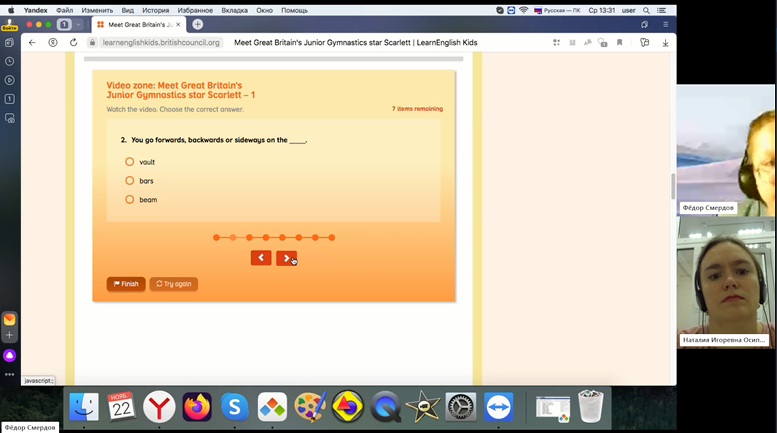 Yandex Файл Изменить Вид История Избранное Вкладка Окно Помощь
Русская — ПК Ср 13:31 user
Войти
1 Meet Great Britain's Ju
learnenglishkids.britishcouncil.org Meet Great Britain's Junior Gymnastics star Scarlett | LearnEnglish Kids
1
Video zone: Meet Great Britain's
Junior Gymnastics star Scarlett – 1
Watch the video. Choose the correct answer.
7 items remaining
2. You go forwards, backwards or sideways on the ____.
vault
bars
beam
Finish
Try again
javascript:;
НОЯБ.
22
Фёдор Смердов
Наталия Игоревна Осип...
Фёдор Смердов